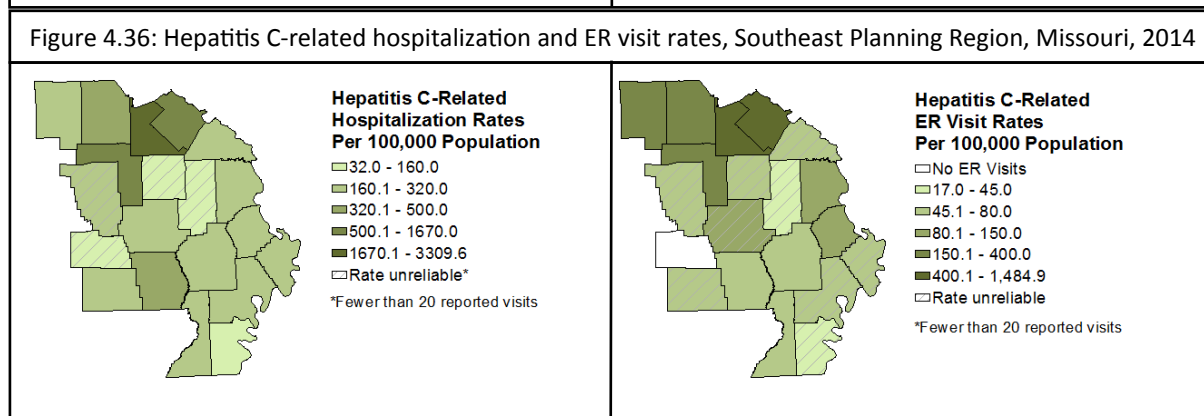 Figure 4.36: Hepatitis C-related hospitalization and ER visit rates, Southeast Planning Region, Missouri, 2014
Hepatitis C-Related
Hospitalization Rates
Per 100,000 Population
32.0 - 160.0
160.1 - 320.0
320.1 - 500.0
500.1 - 1670.0
1670.1 - 3309.6
Rate unreliable*
*Fewer than 20 reported visits
Hepatitis C-Related
ER Visit Rates
Per 100,000 Population
No ER Visits
17.0 - 45.0
45.1 - 80.0
80.1 - 150.0
150.1 - 400.0
400.1 - 1,484.9
Rate unreliable
*Fewer than 20 reported visits